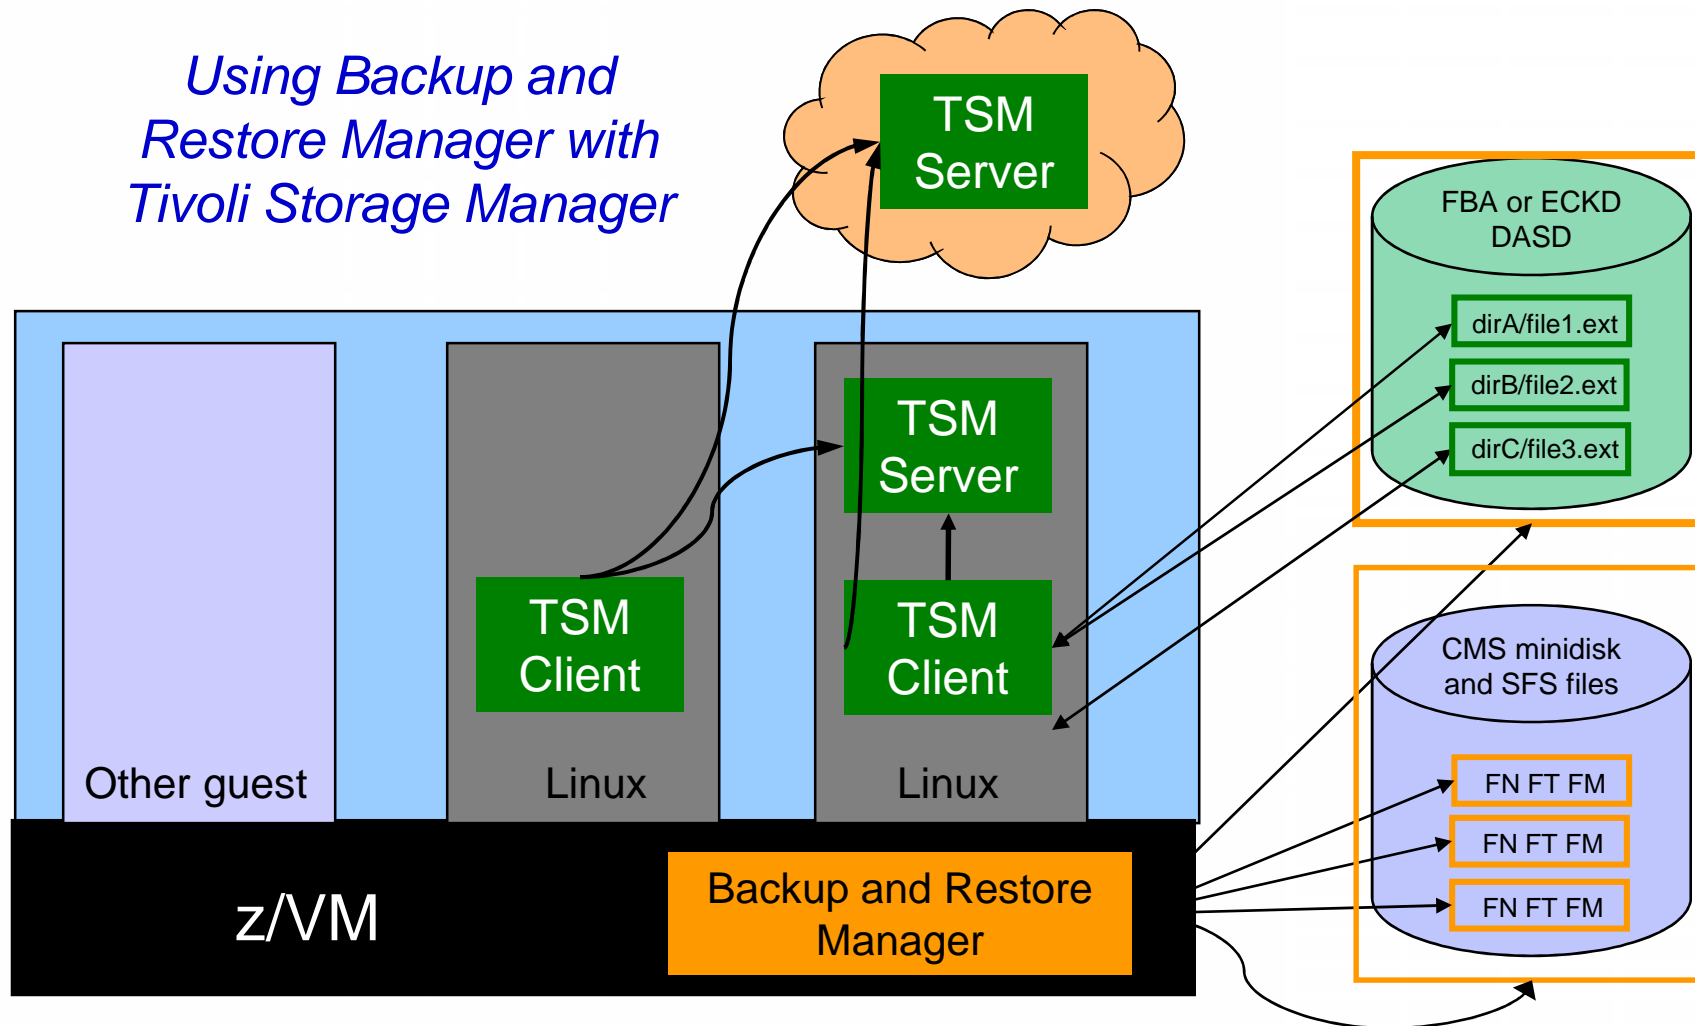 Using Backup and
Restore Manager with
Tivoli Storage Manager
TSM
Server
FBA or ECKD
DASD
dirA/file1.ext
dirB/file2.ext
dirC/file3.ext
TSM
Server
TSM
Client
TSM
Client
Other guest
Linux
Linux
CMS minidisk
and SFS files
FN FT FM
FN FT FM
FN FT FM
z/VM
Backup and Restore
Manager